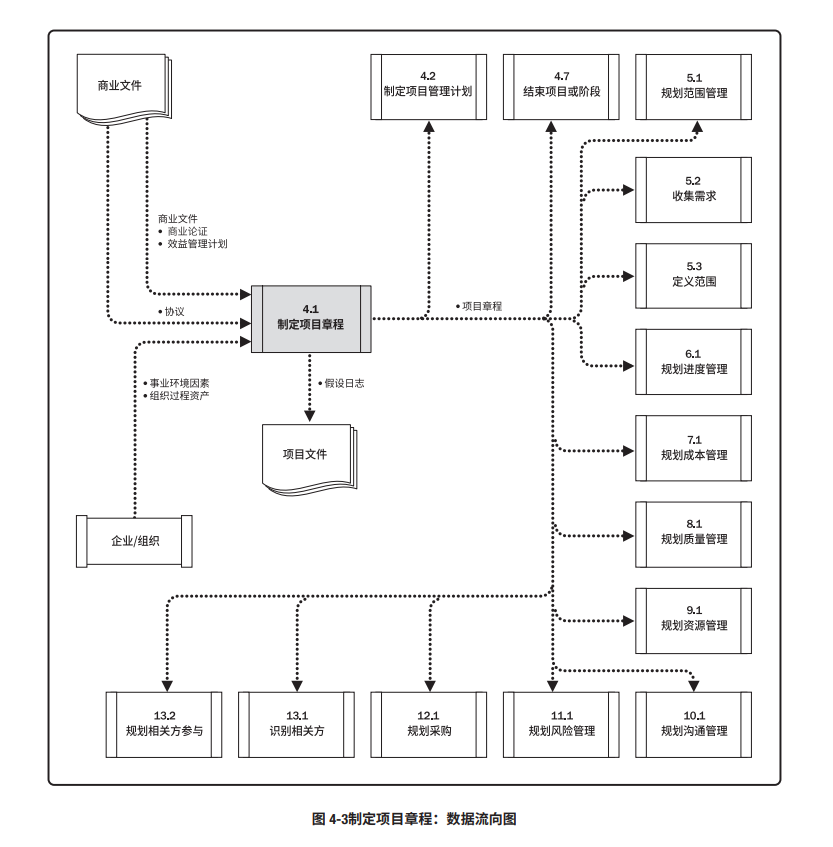 商业文件
4.2
制定项目管理计划
4.7
结束项目或阶段
5.1
规划范围管理
5.2
收集需求
商业文件
• 商业论证
• 效益管理计划
5.3
定义范围
• 协议
4.1
制定项目章程
• 项目章程
6.1
规划进度管理
• 事业环境因素
• 组织过程资产
• 假设日志
项目文件
7.1
规划成本管理
企业/组织
8.1
规划质量管理
9.1
规划资源管理
13.2
规划相关方参与
13.1
识别相关方
12.1
规划采购
11.1
规划风险管理
10.1
规划沟通管理
图 4-3制定项目章程：数据流向图